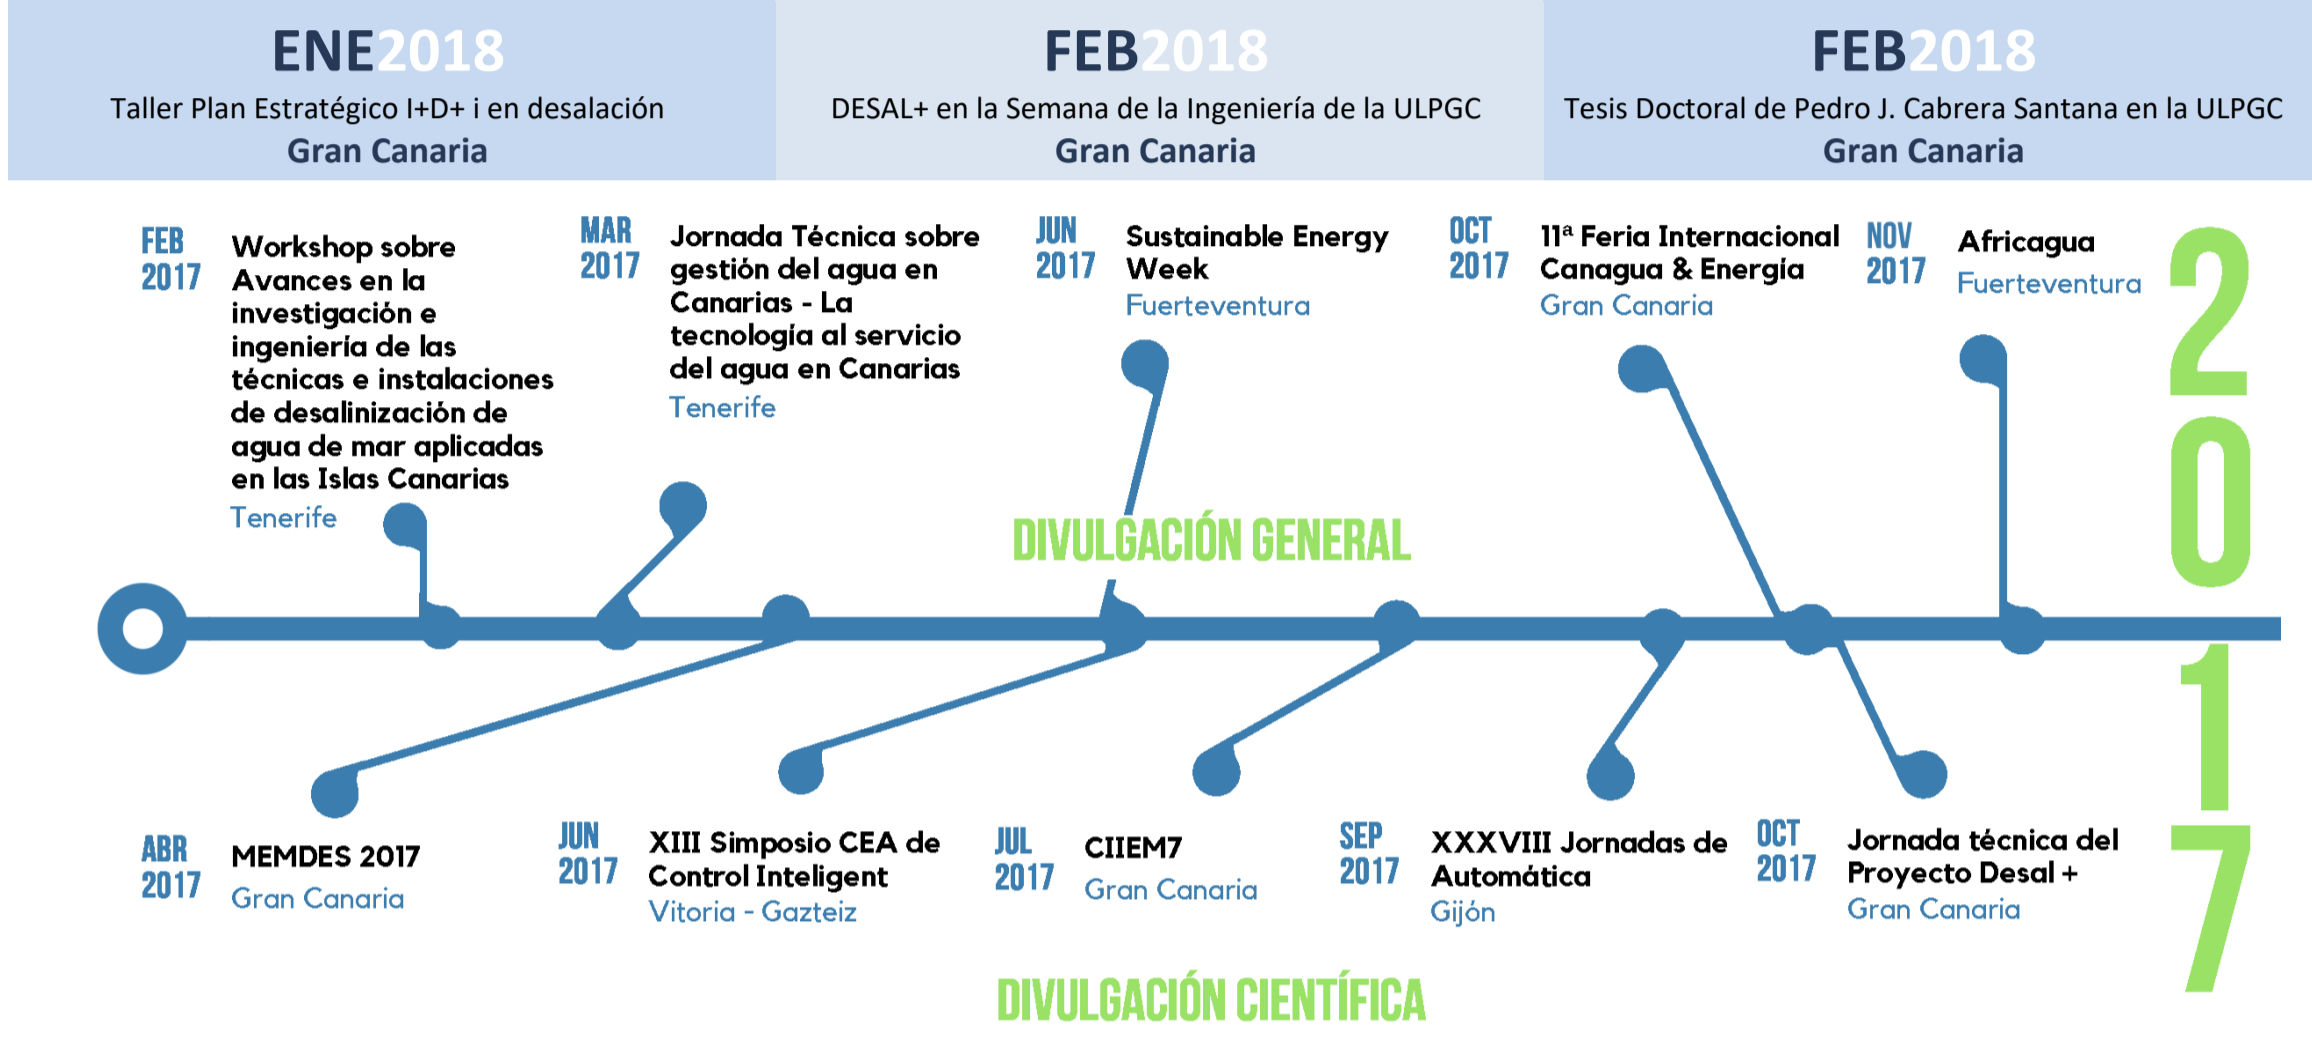 ENE2018
Taller Plan Estratégico I+D+ i en desalación
Gran Canaria
FEB2018
DESAL+ en la Semana de la Ingeniería de la ULPGC
Gran Canaria
FEB2018
Tesis Doctoral de Pedro J. Cabrera Santana en la ULPGC
Gran Canaria
FEB
2017
Workshop sobre
Avances en la
investigación e
ingeniería de las
técnicas e instalaciones
de desalinización de
agua de mar aplicadas
en las Islas Canarias
Tenerife
MAR
2017
Jornada Técnica sobre
gestión del agua en
Canarias - La
tecnología al servicio
del agua en Canarias
Tenerife
JUN
2017
Sustainable Energy
Week
Fuerteventura
OCT
2017
11ª Feria Internacional
Canagua & Energía
Gran Canaria
NOV
2017
Africagua
Fuerteventura
2017
DIVULGACIÓN GENERAL
ABR
2017
MEMDES 2017
Gran Canaria
JUN
2017
XIII Simposio CEA de
Control Inteligent
Vitoria - Gazteiz
JUL
2017
CIIEM7
Gran Canaria
SEP
2017
XXXVIII Jornadas de
Automática
Gijón
OCT
2017
Jornada técnica del
Proyecto Desal +
Gran Canaria
DIVULGACIÓN CIENTÍFICA